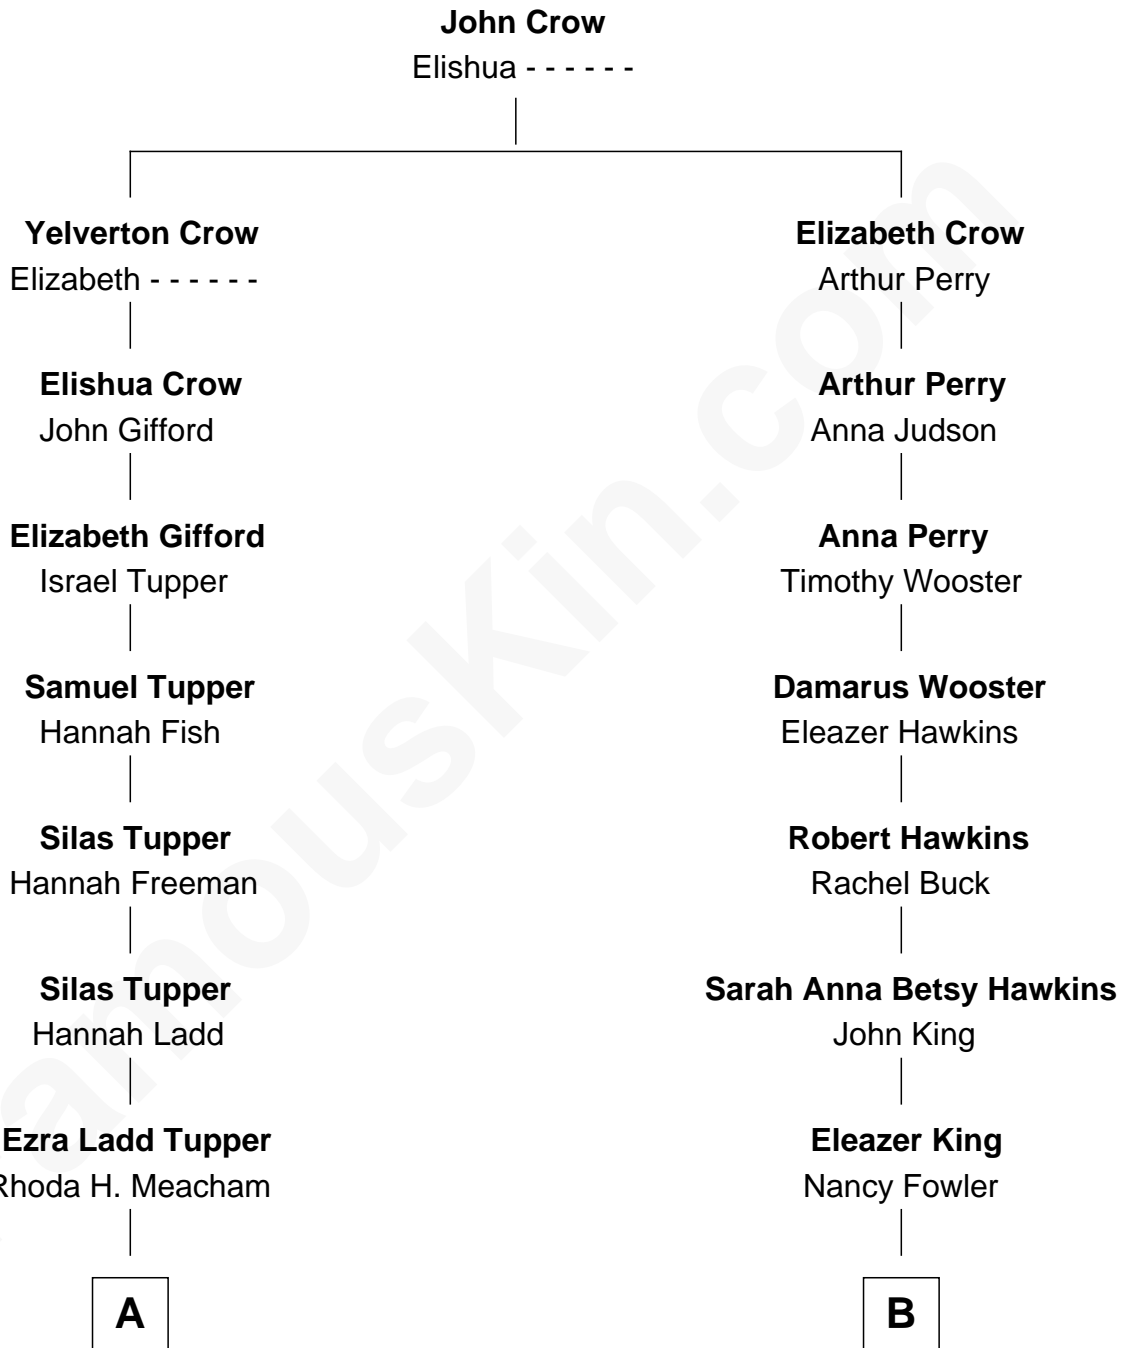 John Crow
Elishua - - - - - -
Yelverton Crow
Elizabeth - - - - - -
Elizabeth Crow
Arthur Perry
Elishua Crow
John Gifford
Arthur Perry
Anna Judson
Elizabeth Gifford
Israel Tupper
Anna Perry
Timothy Wooster
Samuel Tupper
Hannah Fish
Damarus Wooster
Eleazer Hawkins
Silas Tupper
Hannah Freeman
Robert Hawkins
Rachel Buck
Silas Tupper
Hannah Ladd
Sarah Anna Betsy Hawkins
John King
Ezra Ladd Tupper
Rhoda H. Meacham
Eleazer King
Nancy Fowler
A
B
amouskin.com